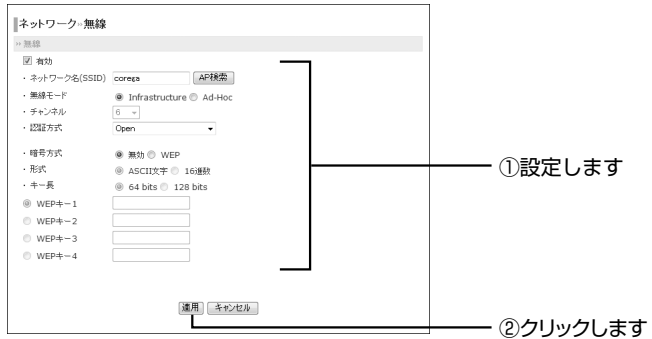 ネットワーク»無線
»無線
有効
・ネットワーク名(SSID) corega AP検索
・無線モード Infrastructure Ad-Hoc
・チャンネル 6
・認証方式 Open
・暗号方式 無効 WEP
・形式 ASCII文字 16進数
・キー長 64 bits 128 bits
WEPキー1
WEPキー2
WEPキー3
WEPキー4
①設定します
適用 キャンセル
②クリックします